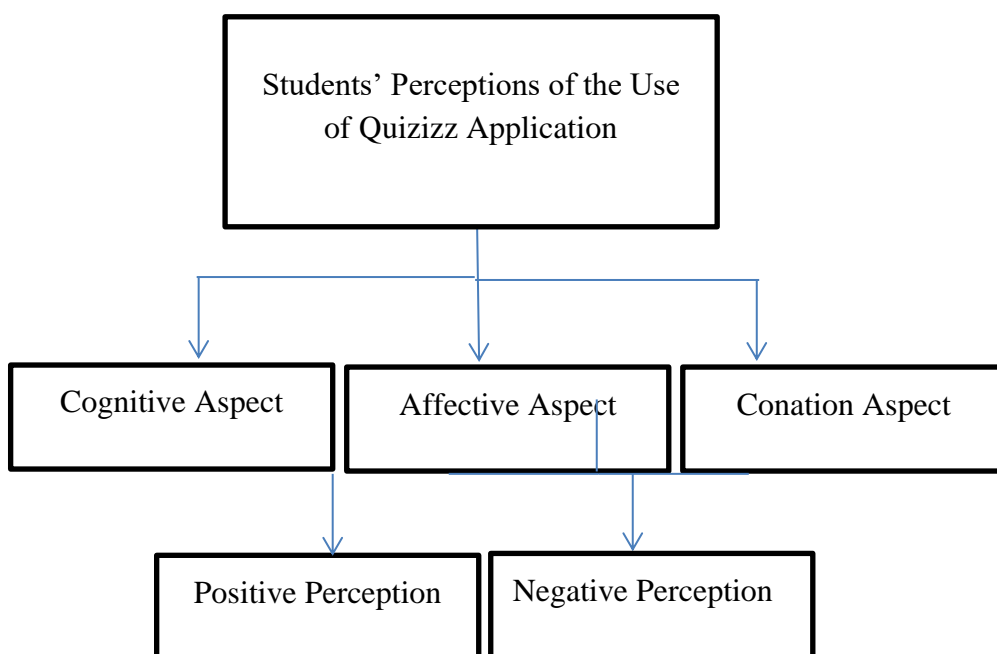 Students’ Perceptions of the Use
of Quizizz Application
Cognitive Aspect
Affective Aspect
Conation Aspect
Positive Perception
Negative Perception